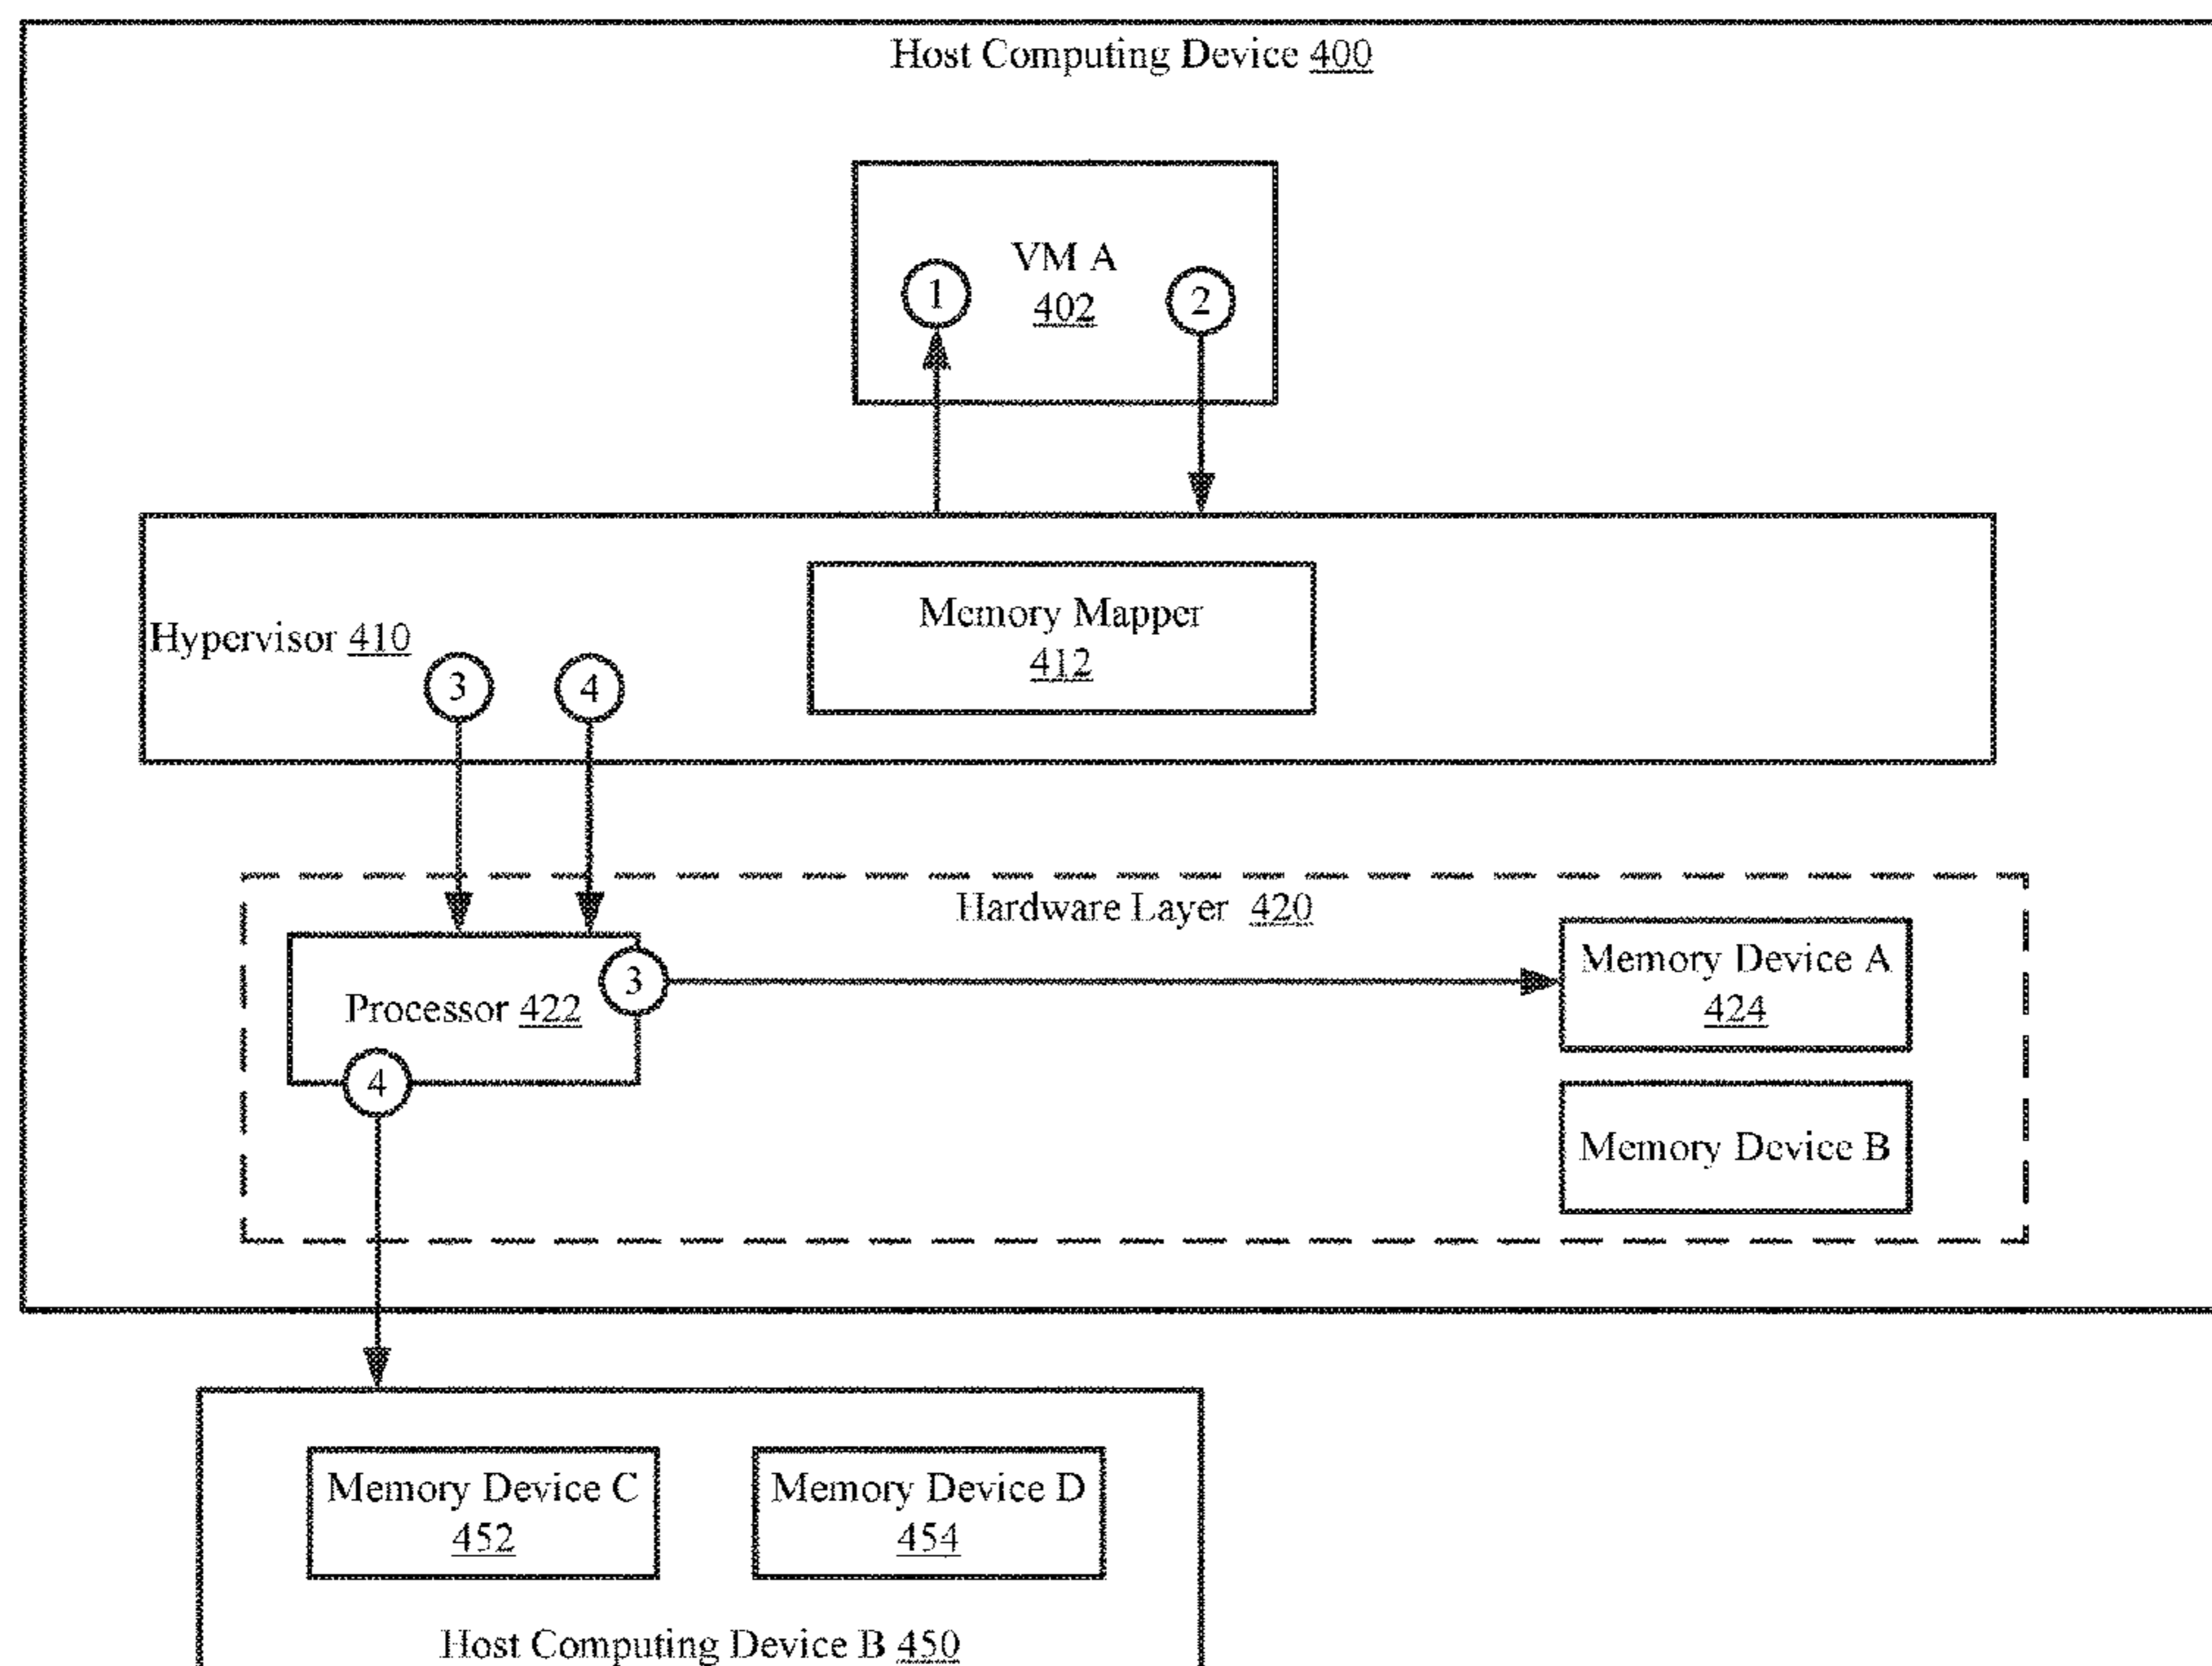 Host Computing Device 400
VM A
1
402
2
Memory Mapper
Hypervisor 410
412
3
4
Hardware Layer 420
Memory Device A
3
Processor 422
424
4
Memory Device B
Memory Device C
Memory Device D
452
454
Host Computing Device B 450